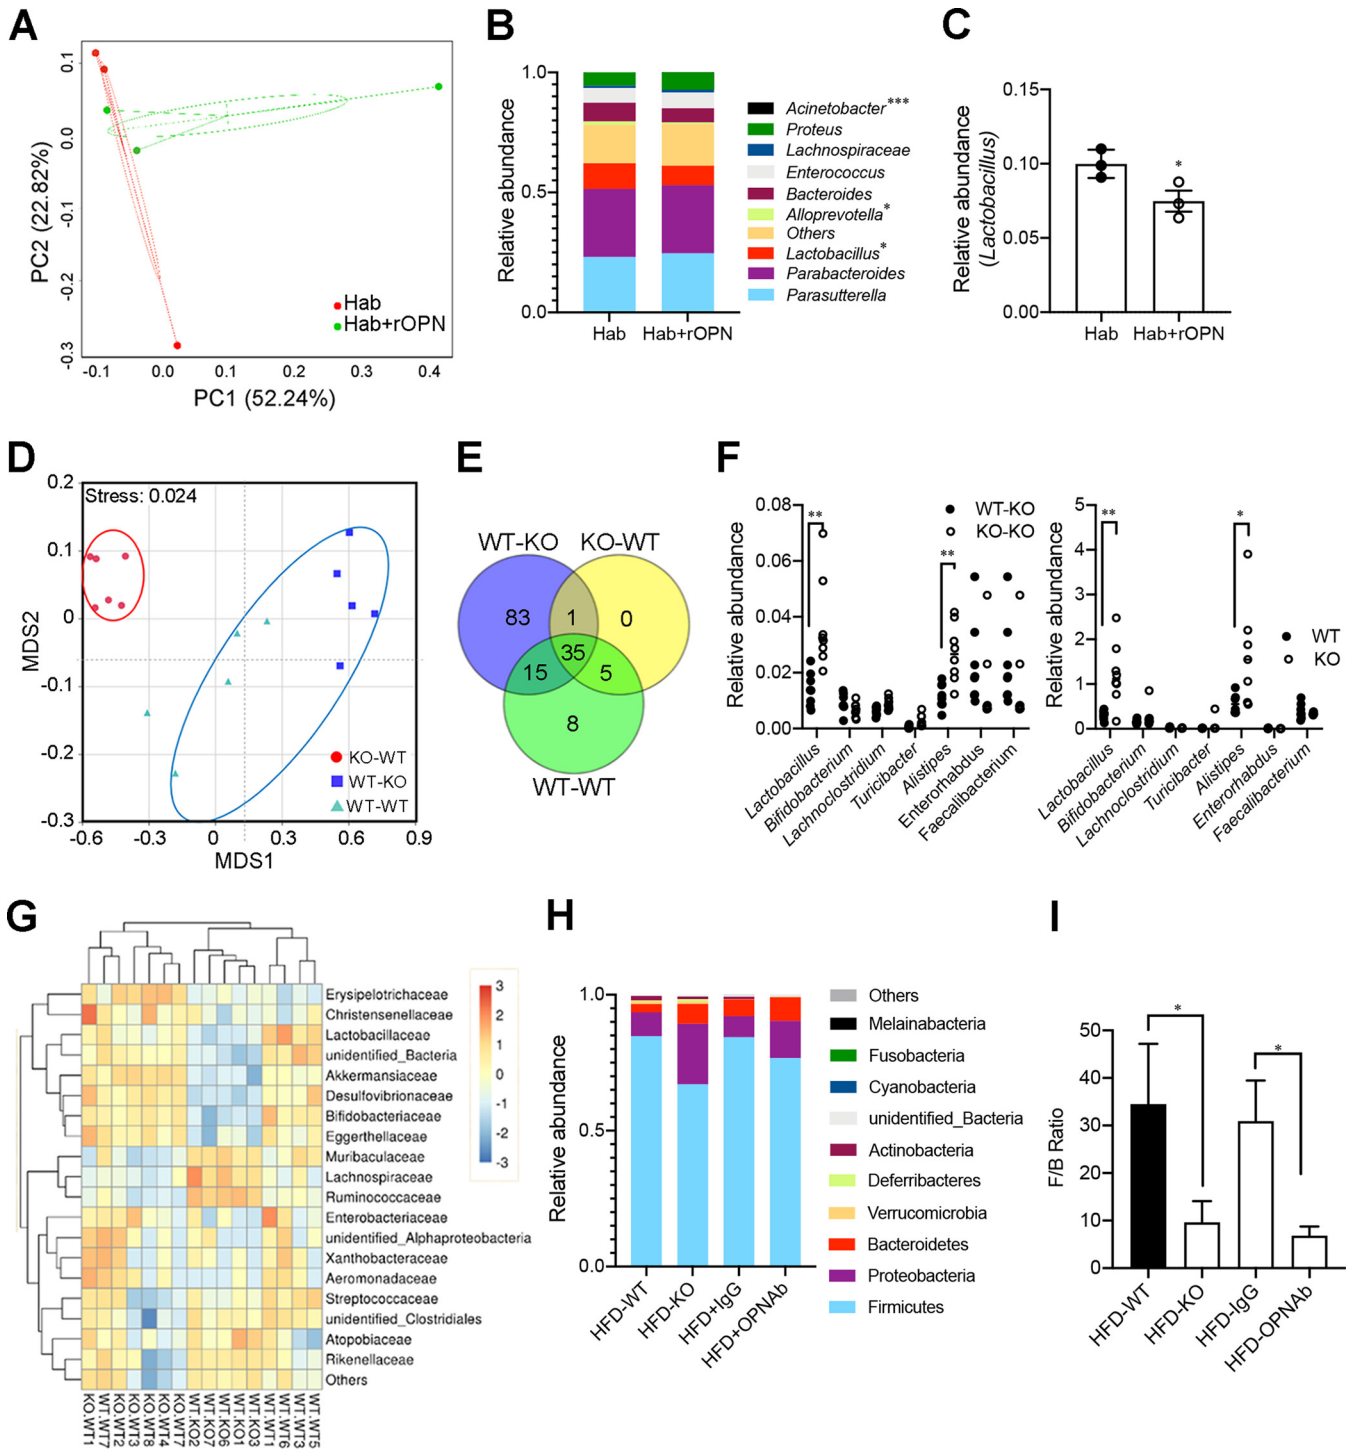 A
0.1
0.0
-0.1
-0.2
-0.3
PC2 (22.82%)
Hab
Hab+rOPN
-0.1 0.0 0.1 0.2 0.3 0.4
PC1 (52.24%)
B
1.0
0.5
0.0
Relative abundance
Hab Hab+rOPN
Acinetobacter***
Proteus
Lachnospiraceae
Enterococcus
Bacteroides
Alloprevotella*
Others
Lactobacillus*
Parabacteroides
Parasutterella
C
0.15
0.10
0.05
0.00
Relative abundance
(Lactobacillus)
*
Hab Hab+rOPN
D
0.2
0.1
0
-0.1
-0.2
-0.3
MDS2
Stress: 0.024
KO-WT
WT-KO
WT-WT
-0.6 -0.3 0 0.3 0.6 0.9
MDS1
E
WT-KO KO-WT
83 1 0
35
15 5
8
WT-WT
F
0.08
0.06
0.04
0.02
0.00
Relative abundance
**
**
WT-KO
KO-KO
Lactobacillus
Bifidobacterium
Lachnoclostridium
Turicibacter
Alistipes
Enterorhabdus
Faecalibacterium
5
4
2
1
0
Relative abundance
**
*
WT
KO
Lactobacillus
Bifidobacterium
Lachnoclostridium
Turicibacter
Alistipes
Enterorhabdus
Faecalibacterium
G
Erysipelotrichaceae
Christensenellaceae
Lactobacillaceae
unidentified_Bacteria
Akkermansiaceae
Desulfovibrionaceae
Bifidobacteriaceae
Eggerthellaceae
Muribaculaceae
Lachnospiraceae
Ruminococcaceae
Enterobacteriaceae
unidentified_Alphaproteobacteria
Xanthobacteraceae
Aeromonadaceae
Streptococcaceae
unidentified_Clostridiales
Atopobiaceae
Rikenellaceae
Others
3
2
1
0
-1
-2
-3
KO.WT1
WT.WT7
KO.WT2
KO.WT3
KO.WT8
KO.WT4
KO.WT7
WT.KO2
WT.KO7
WT.KO6
WT.KO1
WT.KO3
WT.WT1
WT.WT6
WT.WT3
WT.WT5
H
1.0
0.5
0.0
Relative abundance
HFD-WT
HFD-KO
HFD+IgG
HFD+OPNAb
Others
Melainabacteria
Fusobacteria
Cyanobacteria
unidentified_Bacteria
Actinobacteria
Deferribacteres
Verrucomicrobia
Bacteroidetes
Proteobacteria
Firmicutes
I
50
40
30
20
10
0
F/B Ratio
*
*
HFD-WT
HFD-KO
HFD-IgG
HFD-OPNAb